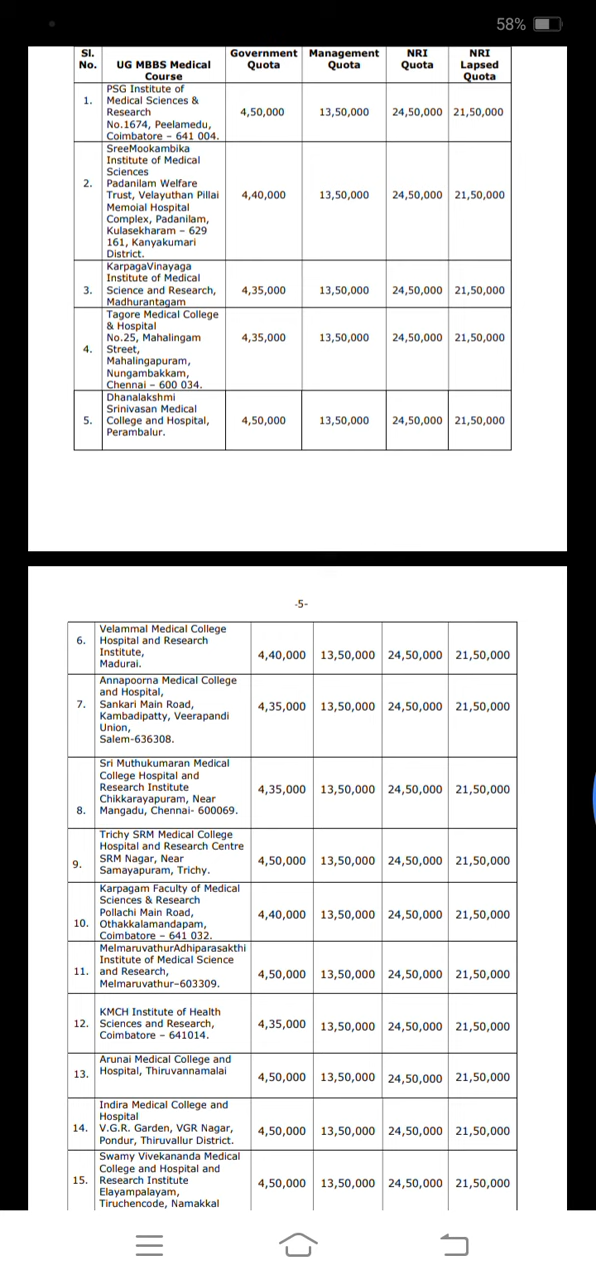 58%
Sl. No. UG MBBS Medical Course Government Quota Management Quota NRI Quota NRI Lapsed Quota
1. PSG Institute of
Medical Sciences &
Research
No.1674, Peelamedu,
Coimbatore – 641 004.
4,50,000 13,50,000 24,50,000 21,50,000
2. SreeMookambika
Institute of Medical
Sciences
Padanilam Welfare
Trust, Velayuthan Pillai
Memoial Hospital
Complex, Padanilam,
Kulasekharam – 629
161, Kanyakumari
District.
4,40,000 13,50,000 24,50,000 21,50,000
3. KarpagaVinayaga
Institute of Medical
Science and Research,
Madhurantagam
4,35,000 13,50,000 24,50,000 21,50,000
4. Tagore Medical College
& Hospital
No.25, Mahalingam
Street,
Mahalingapuram,
Nungambakkam,
Chennai – 600 034.
4,35,000 13,50,000 24,50,000 21,50,000
5. Dhanalakshmi
Srinivasan Medical
College and Hospital,
Perambalur.
4,50,000 13,50,000 24,50,000 21,50,000
-5-
6. Velammal Medical College
Hospital and Research
Institute,
Madurai.
4,40,000 13,50,000 24,50,000 21,50,000
7. Annapoorna Medical College
and Hospital,
Sankari Main Road,
Kambadipatty, Veerapandi
Union,
Salem-636308.
4,35,000 13,50,000 24,50,000 21,50,000
8. Sri Muthukumaran Medical
College Hospital and
Research Institute
Chikkarayapuram, Near
Mangadu, Chennai- 600069.
4,35,000 13,50,000 24,50,000 21,50,000
9. Trichy SRM Medical College
Hospital and Research Centre
SRM Nagar, Near
Samayapuram, Trichy.
4,50,000 13,50,000 24,50,000 21,50,000
10. Karpagam Faculty of Medical
Sciences & Research
Pollachi Main Road,
Othakkalamandapam,
Coimbatore – 641 032.
4,40,000 13,50,000 24,50,000 21,50,000
11. MelmaruvathurAdhiparasakthi
Institute of Medical Science
and Research,
Melmaruvathur–603309.
4,50,000 13,50,000 24,50,000 21,50,000
12. KMCH Institute of Health
Sciences and Research,
Coimbatore – 641014.
4,35,000 13,50,000 24,50,000 21,50,000
13. Arunai Medical College and
Hospital, Thiruvannamalai
4,50,000 13,50,000 24,50,000 21,50,000
14. Indira Medical College and
Hospital
V.G.R. Garden, VGR Nagar,
Pondur, Thiruvallur District.
4,50,000 13,50,000 24,50,000 21,50,000
15. Swamy Vivekananda Medical
College and Hospital and
Research Institute
Elayampalayam,
Tiruchencode, Namakkal
4,50,000 13,50,000 24,50,000 21,50,000